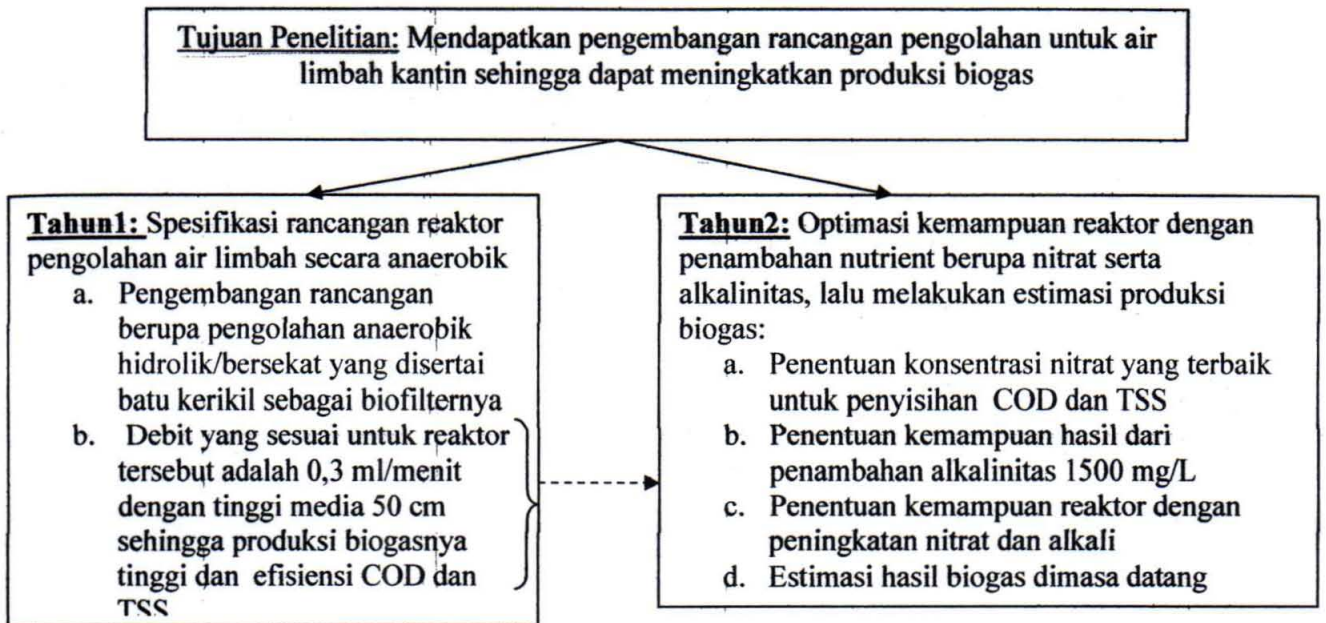 Tujuan Penelitian: Mendapatkan pengembangan rancangan pengolahan untuk air
limbah kantin sehingga dapat meningkatkan produksi biogas
Tahun1: Spesifikasi rancangan reaktor
pengolahan air limbah secara anaerobik
a. Pengembangan rancangan
berupa pengolahan anaerobik
hidrolik/bersekat yang disertai
batu kerikil sebagai biofilternya
b. Debit yang sesuai untuk reaktor
tersebut adalah 0,3 ml/menit
dengan tinggi media 50 cm
sehingga produksi biogasnya
tinggi dan efisiensi COD dan
TSS
Tahun2: Optimasi kemampuan reaktor dengan
penambahan nutrient berupa nitrat serta
alkalinitas, lalu melakukan estimasi produksi
biogas:
a. Penentuan konsentrasi nitrat yang terbaik
untuk penyisihan COD dan TSS
b. Penentuan kemampuan hasil dari
penambahan alkalinitas 1500 mg/L
c. Penentuan kemampuan reaktor dengan
peningkatan nitrat dan alkali
d. Estimasi hasil biogas dimasa datang